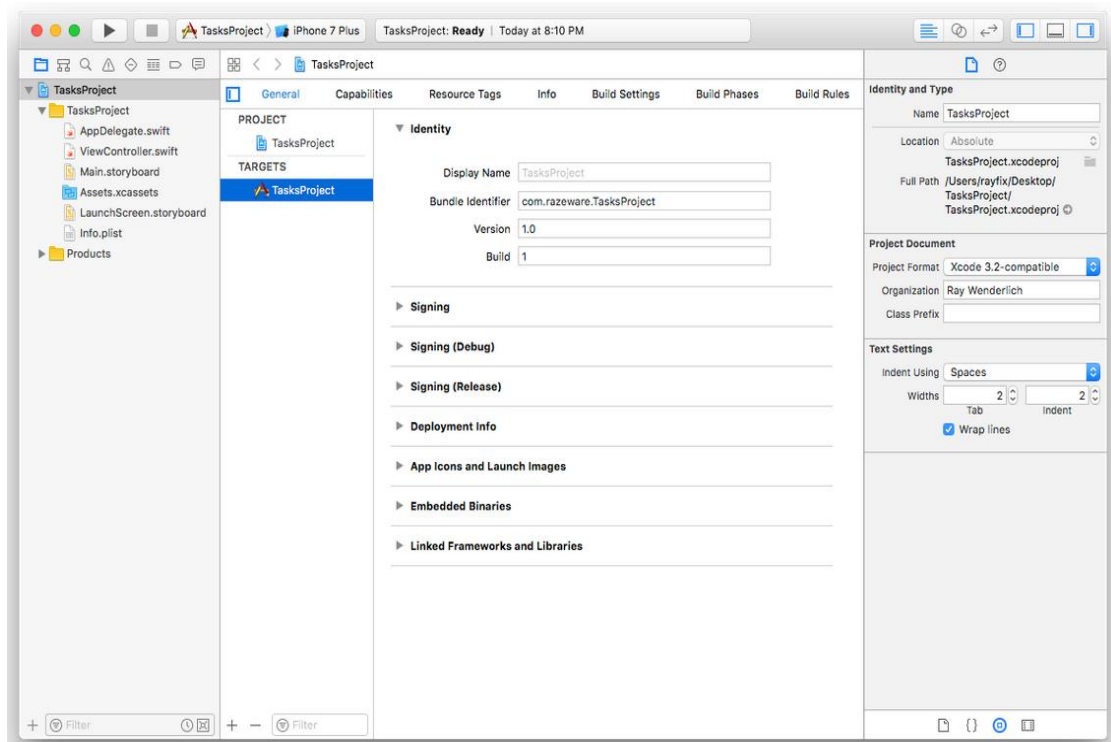 TasksProject
iPhone 7 Plus
TasksProject: Ready | Today at 8:10 PM
TasksProject
TasksProject
AppDelegate.swift
ViewController.swift
Main.storyboard
Assets.xcassets
LaunchScreen.storyboard
Info.plist
Products
Filter
TasksProject
General Capabilities Resource Tags Info Build Settings Build Phases Build Rules
PROJECT
TasksProject
TARGETS
TasksProject
Filter
Identity
Display Name TasksProject
Bundle Identifier com.razeware.TasksProject
Version 1.0
Build 1
Signing
Signing (Debug)
Signing (Release)
Deployment Info
App Icons and Launch Images
Embedded Binaries
Linked Frameworks and Libraries
Identity and Type
Name TasksProject
Location Absolute
TasksProject.xcodeproj
Full Path /Users/rayfix/Desktop/
TasksProject/
TasksProject.xcodeproj
Project Document
Project Format Xcode 3.2-compatible
Organization Ray Wenderlich
Class Prefix
Text Settings
Indent Using Spaces
Widths 2 2
Tab Indent
Wrap lines